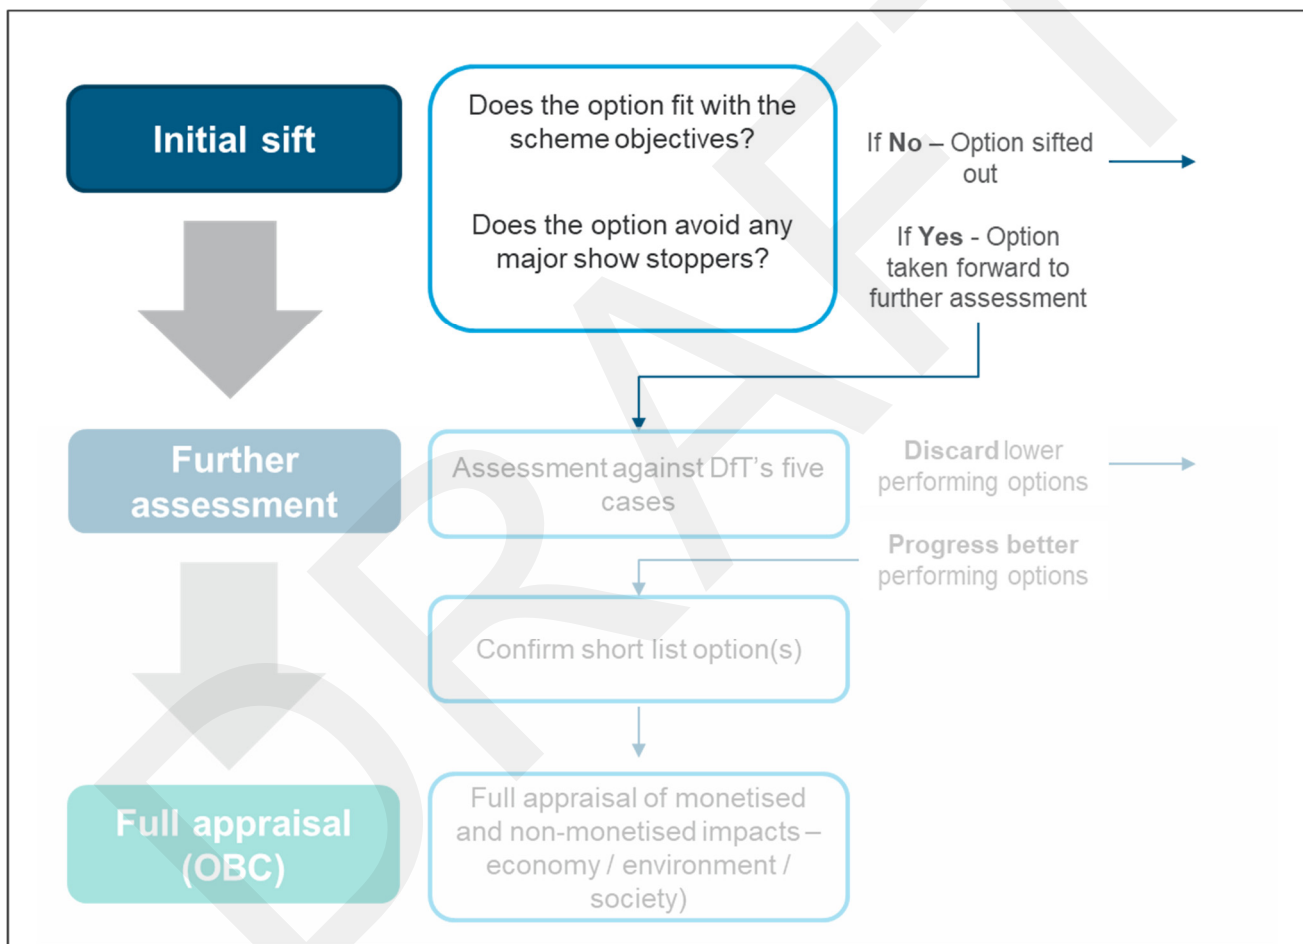 Initial sift
Does the option fit with the
scheme objectives?
Does the option avoid any
major show stoppers?
If No – Option sifted
out
If Yes - Option
taken forward to
further assessment
Further
assessment
Assessment against DfT's five
cases
Discard lower
performing options
Progress better
performing options
Confirm short list option(s)
Full appraisal
(OBC)
Full appraisal of monetised
and non-monetised impacts –
economy / environment /
society)
DRAFT